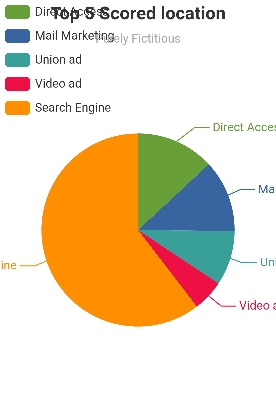 Top 5 Scored location
Purely Fictitious
Direct Access
Mail Marketing
Union ad
Video ad
Search Engine
Direct Acces
Ma
Uni
Video a
ine